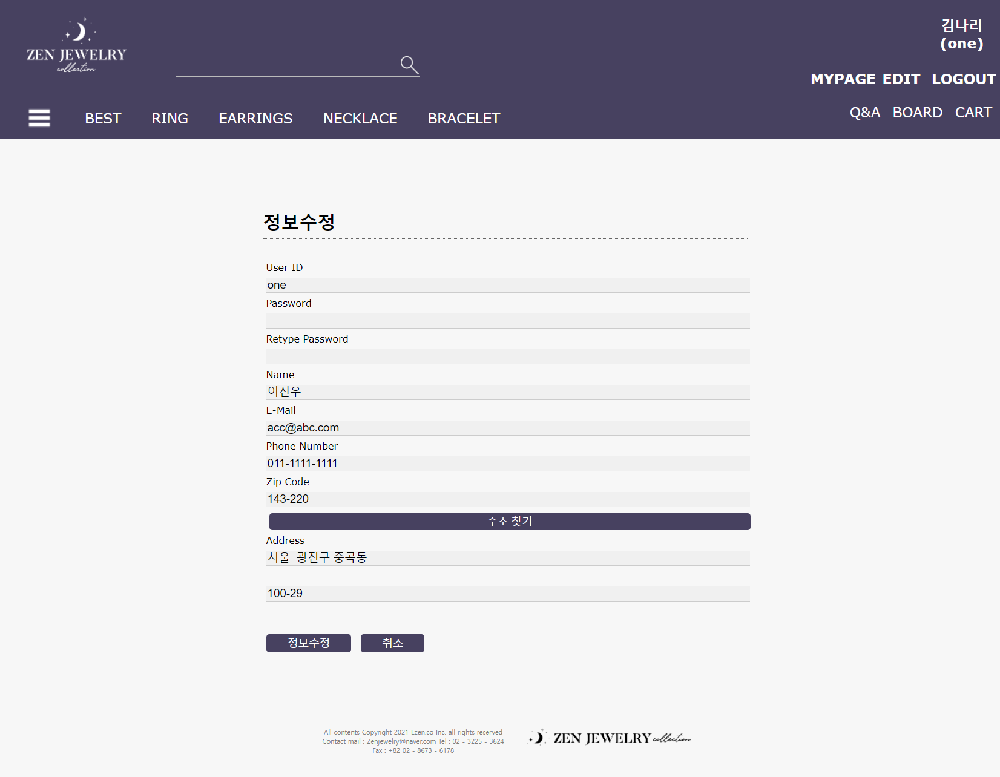 ZEN JEWELRY
collection
김나리
(one)
MYPAGE EDIT LOGOUT
BEST RING EARRINGS NECKLACE BRACELET
Q&A BOARD CART
정보수정
User ID
one
Password
Retype Password
Name
이진우
E-Mail
acc@abc.com
Phone Number
011-1111-1111
Zip Code
143-220
주소 찾기
Address
서울 광진구 중곡동
100-29
정보수정 취소
All contents Copyright 2021 Ezen.co Inc. all rights reserved
Contact mail : Zenjewelry@naver.com Tel : 02 - 3225 - 3624
Fax : +82 02 - 8673 - 6178
ZEN JEWELRY collection